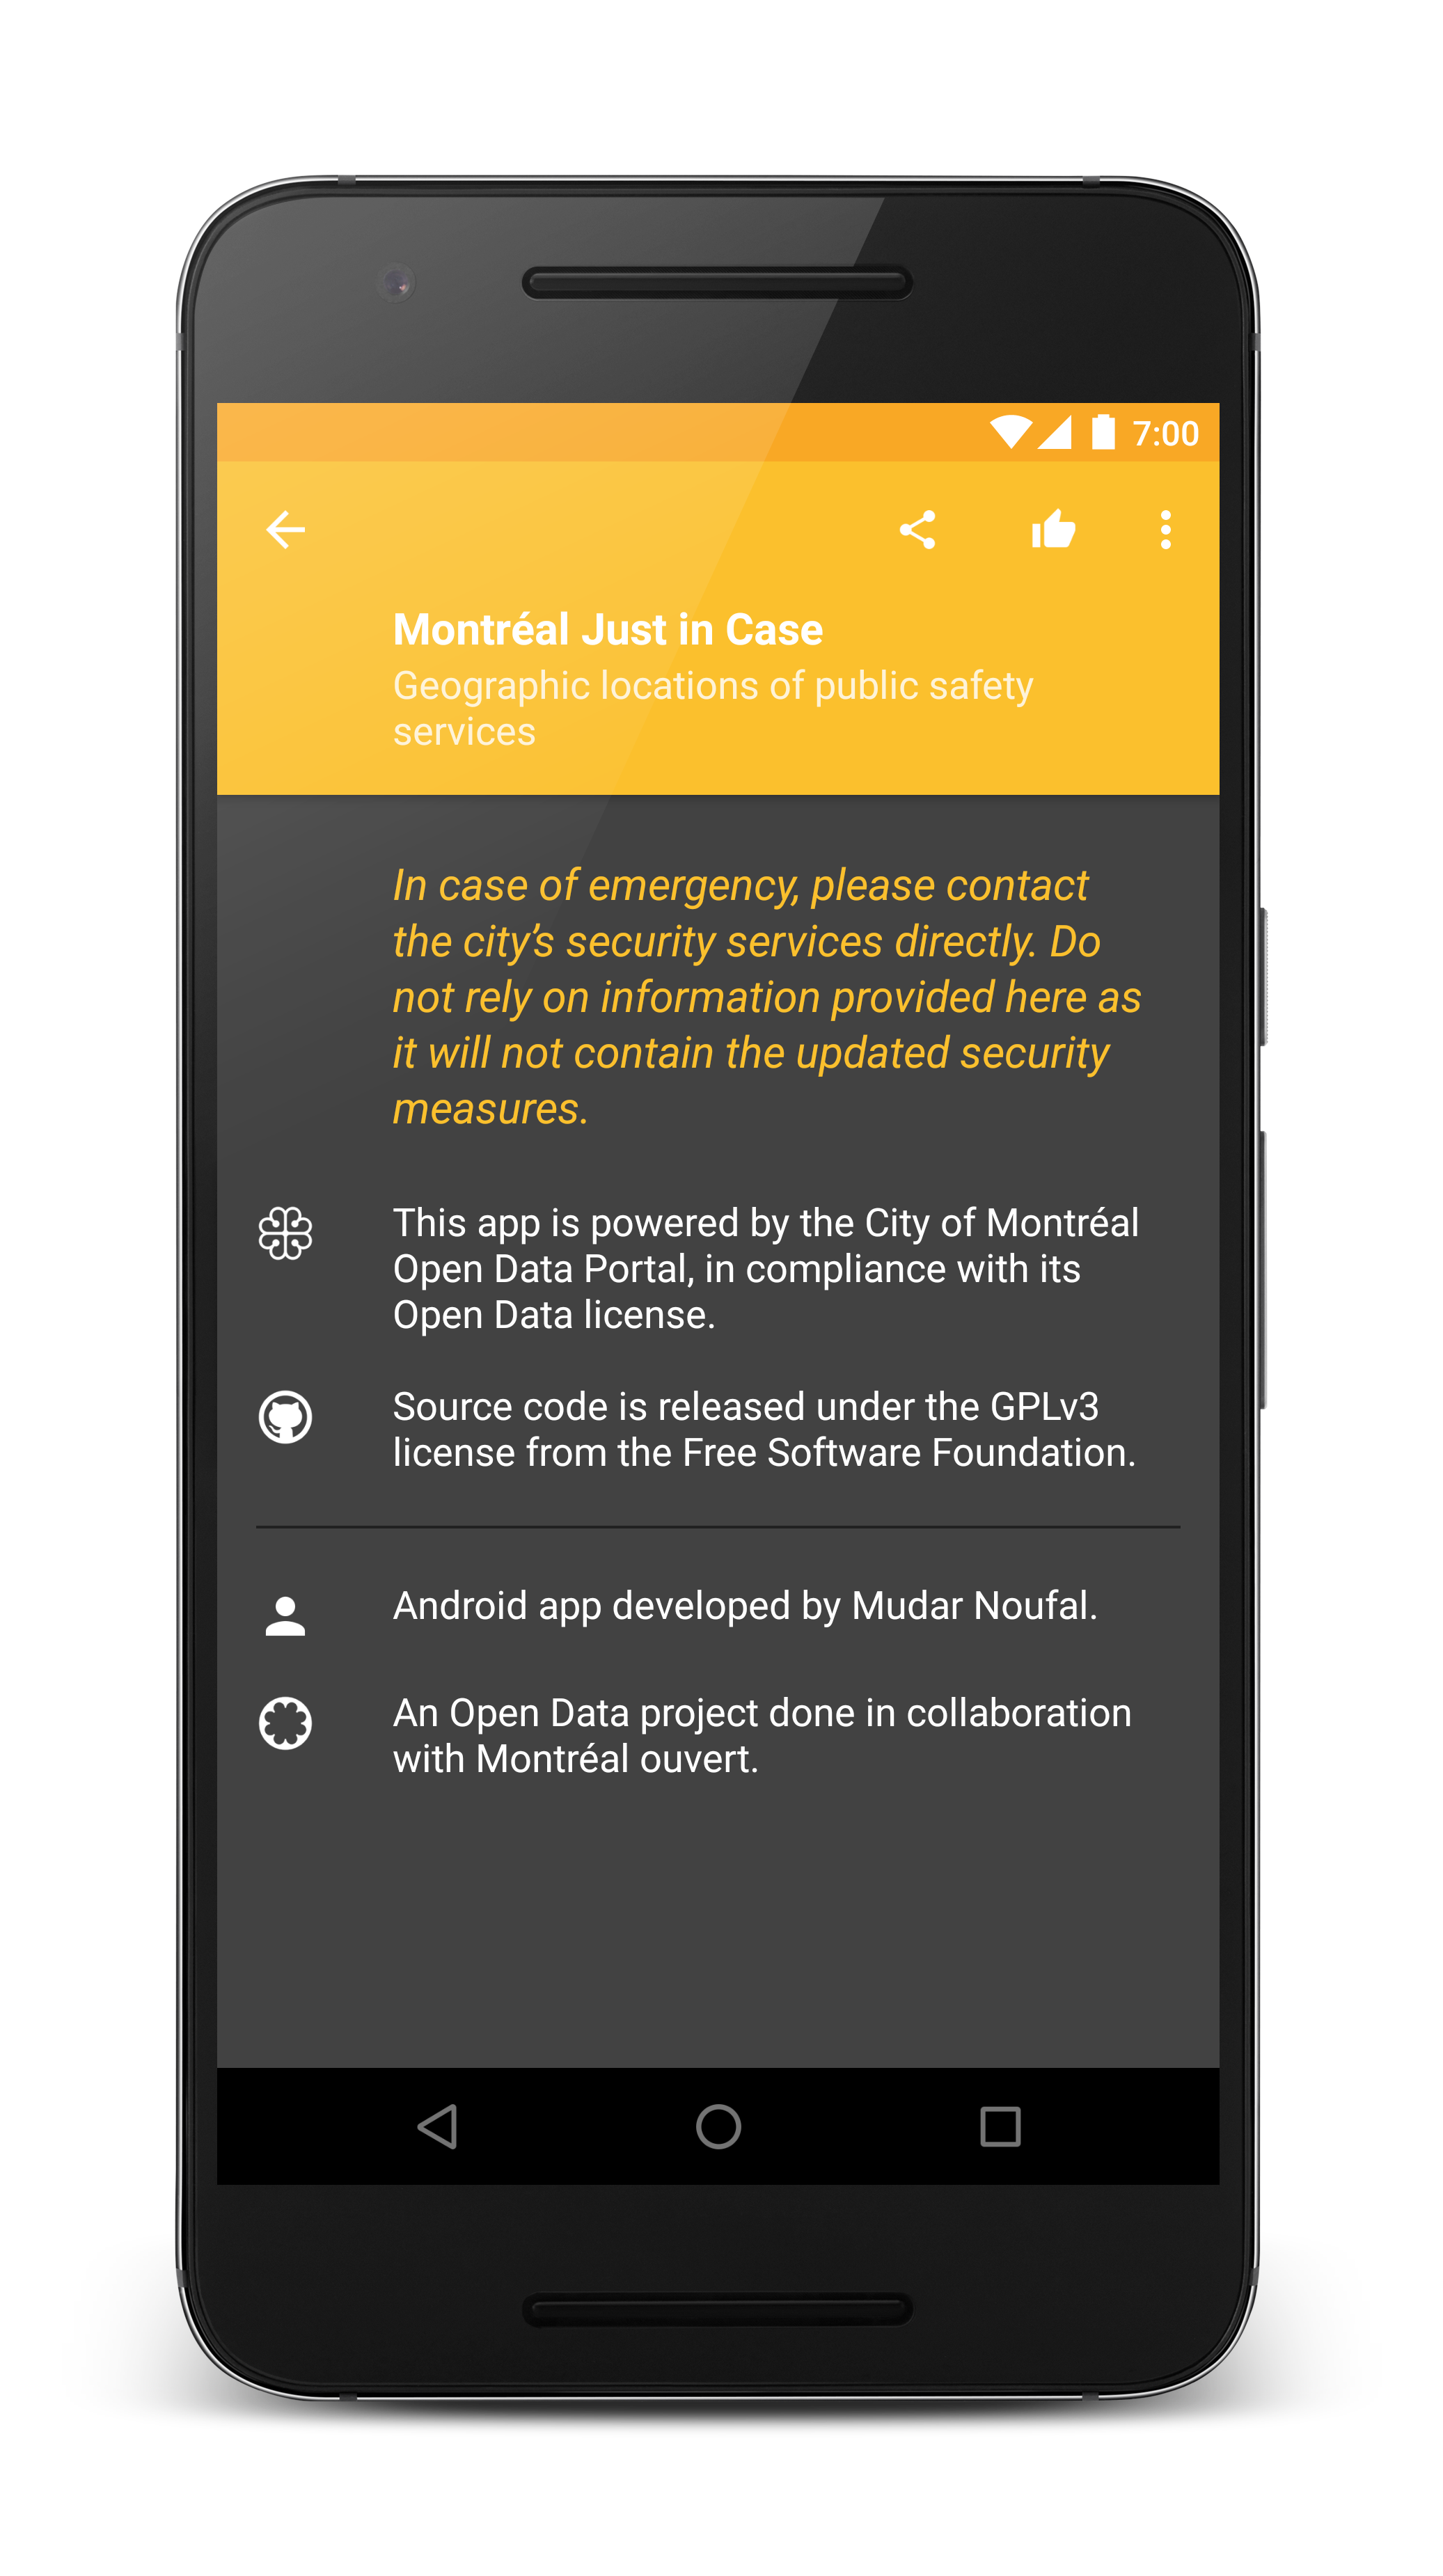 7:00
Montréal Just in Case
Geographic locations of public safety
services
In case of emergency, please contact
the city’s security services directly. Do
not rely on information provided here as
it will not contain the updated security
measures.
This app is powered by the City of Montréal
Open Data Portal, in compliance with its
Open Data license.
Source code is released under the GPLv3
license from the Free Software Foundation.
Android app developed by Mudar Noufal.
An Open Data project done in collaboration
with Montréal ouvert.